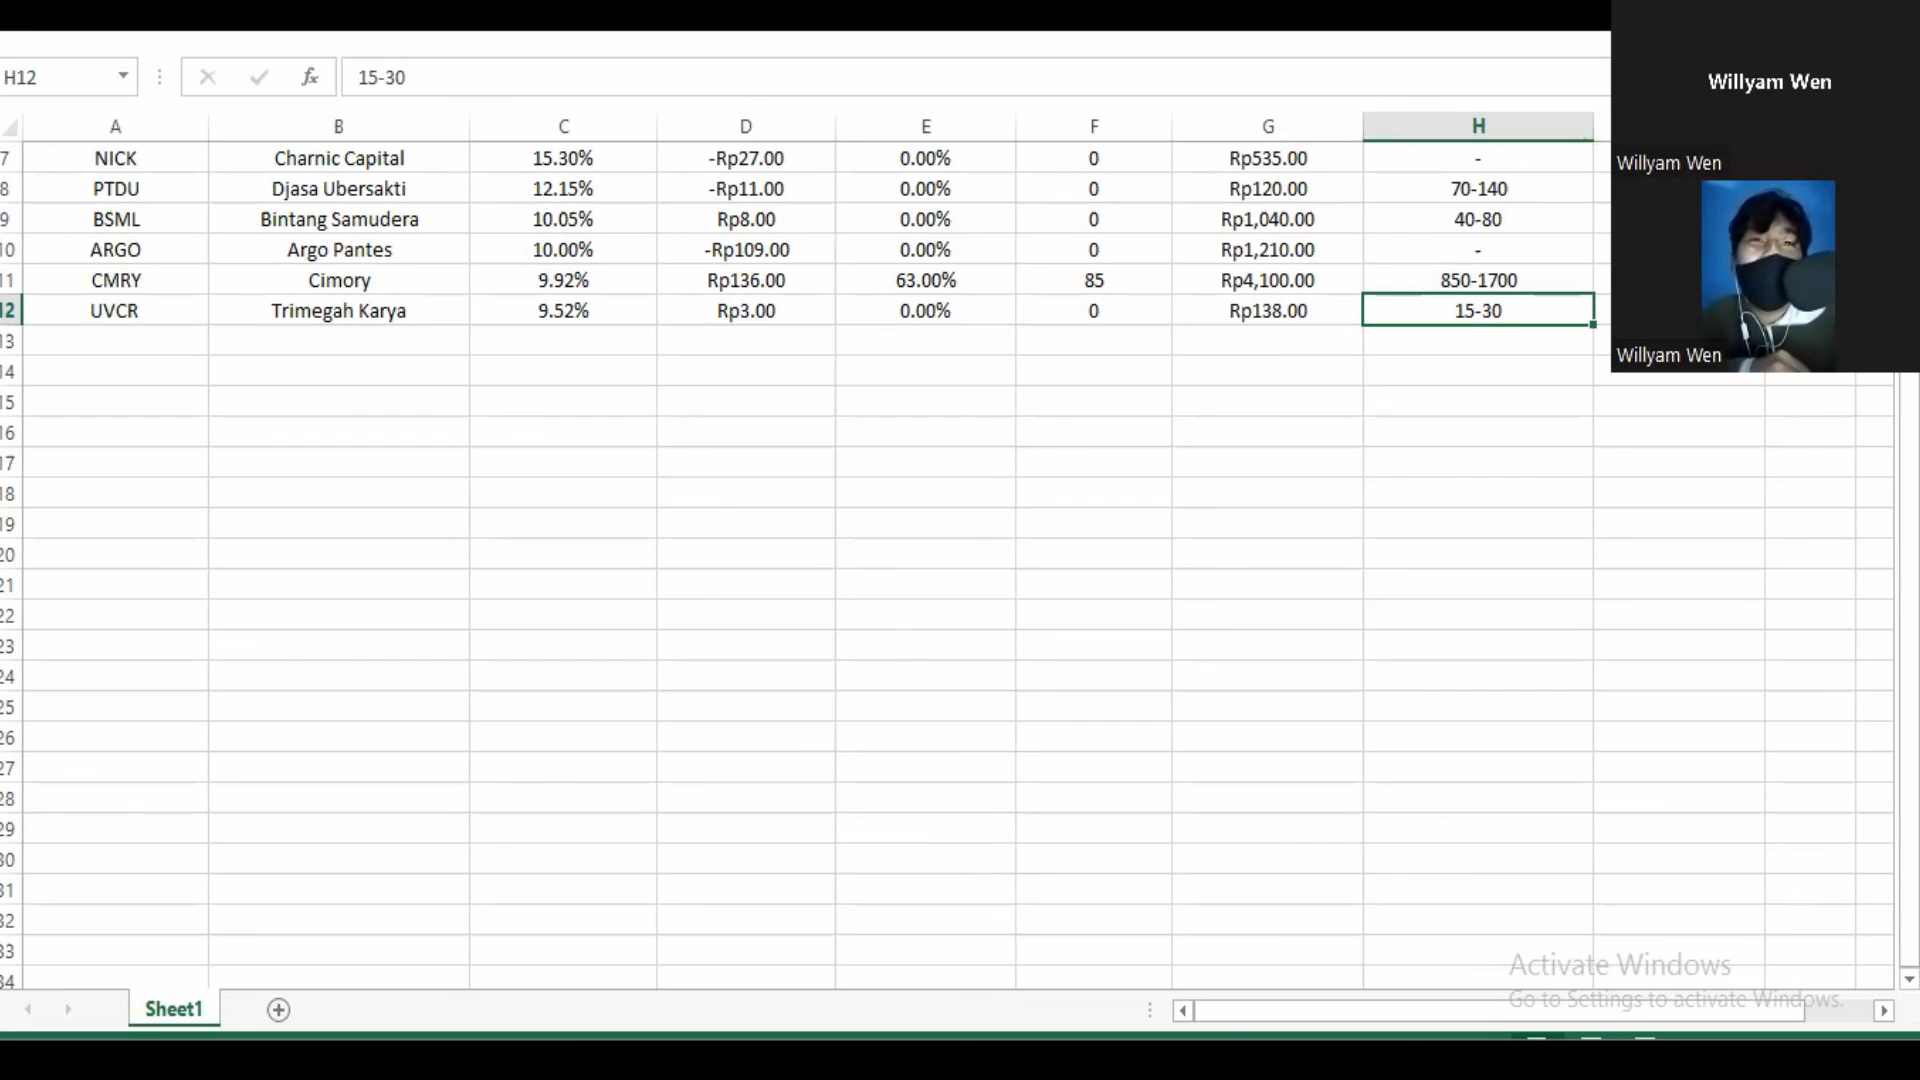 H12 fx 15-30
A B C D E F G H
7 NICK Charnic Capital 15.30% -Rp27.00 0.00% 0 Rp535.00 -
8 PTDU Djasa Ubersakti 12.15% -Rp11.00 0.00% 0 Rp120.00 70-140
9 BSML Bintang Samudera 10.05% Rp8.00 0.00% 0 Rp1,040.00 40-80
10 ARGO Argo Pantes 10.00% -Rp109.00 0.00% 0 Rp1,210.00 -
11 CMRY Cimory 9.92% Rp136.00 63.00% 85 Rp4,100.00 850-1700
12 UVCR Trimegah Karya 9.52% Rp3.00 0.00% 0 Rp138.00 15-30
13
14
15
16
17
18
19
20
21
22
23
24
25
26
27
28
29
30
31
32
33
34
Willyam Wen
Willyam Wen
Willyam Wen
Activate Windows
Go to Settings to activate Windows.
Sheet1